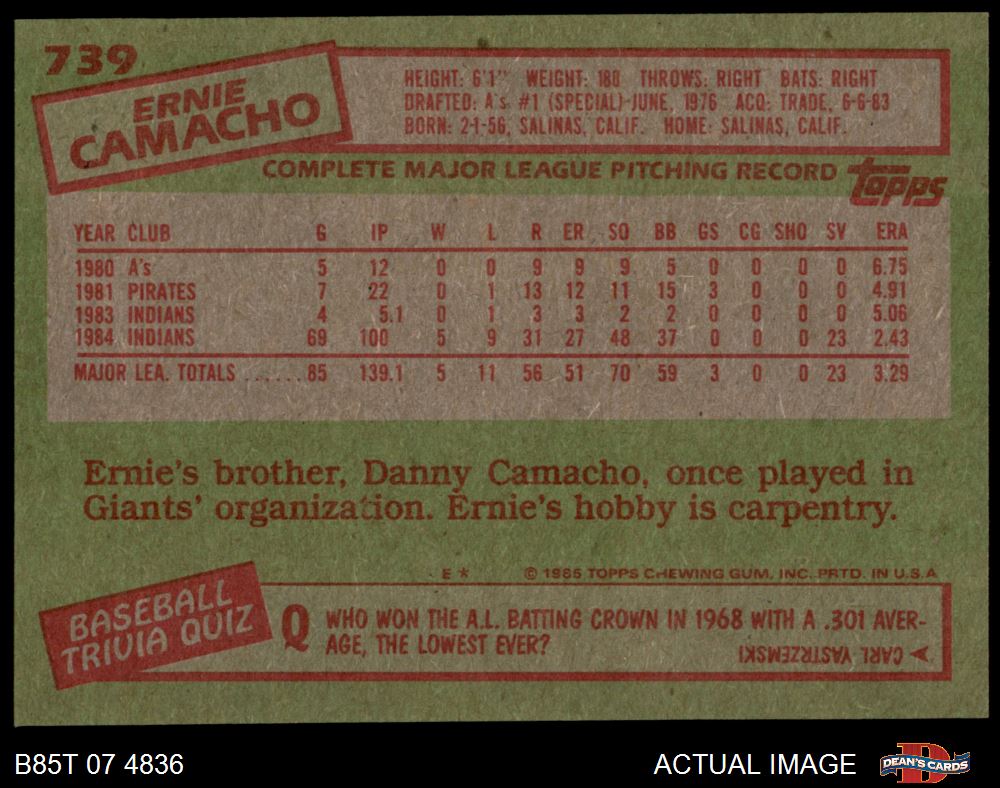 739
ERNIE
CAMACHO
HEIGHT: 6'1" WEIGHT: 180 THROWS: RIGHT BATS: RIGHT
DRAFTED: A's #1 (SPECIAL)-JUNE, 1976 ACQ: TRADE, 6-6-83
BORN: 2-1-56, SALINAS, CALIF. HOME: SALINAS, CALIF.
COMPLETE MAJOR LEAGUE PITCHING RECORD
topps
YEAR CLUB G IP W L R ER SO BB GS CG SHO SV ERA
1980 A's 5 12 0 0 9 9 9 5 0 0 0 0 6.75
1981 PIRATES 7 22 0 1 13 12 11 15 3 0 0 0 4.91
1983 INDIANS 4 5.1 0 1 3 3 2 2 0 0 0 0 5.06
1984 INDIANS 69 100 5 9 31 27 48 37 0 0 0 23 2.43
MAJOR LEA. TOTALS ......85 139.1 5 11 56 51 70 59 3 0 0 23 3.29
Ernie's brother, Danny Camacho, once played in
Giants' organization. Ernie's hobby is carpentry.
E* © 1985 TOPPS CHEWING GUM, INC. PRTD. IN U.S.A
BASEBALL
TRIVIA QUIZ
Q WHO WON THE A.L. BATTING CROWN IN 1968 WITH A .301 AVER-
AGE, THE LOWEST EVER?
CARL YASTRZEMSKI
B85T 07 4836
ACTUAL IMAGE
D
DEAN'S CARDS